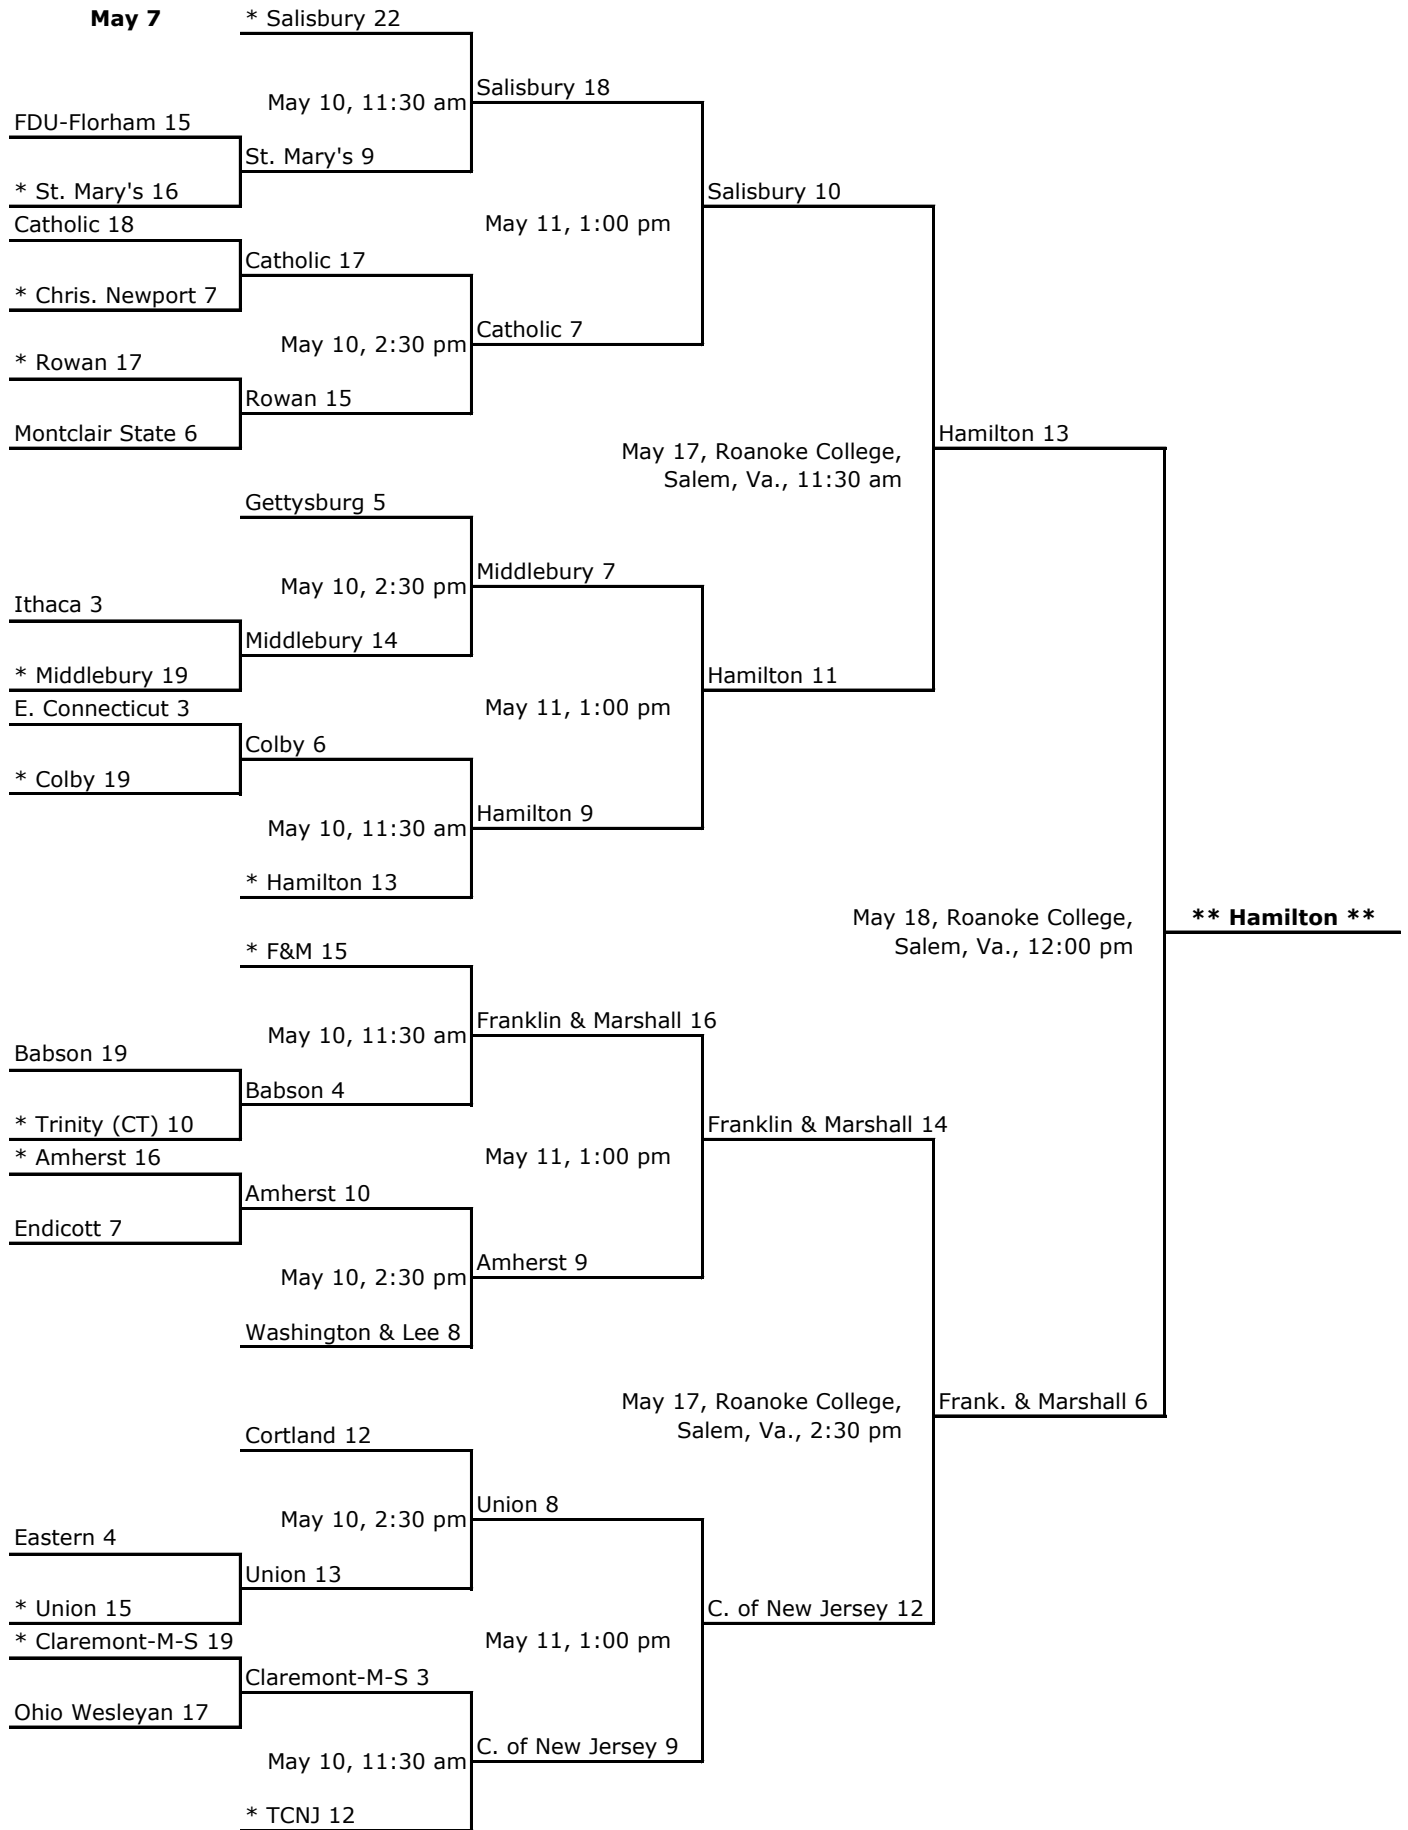 May 7
* Salisbury 22
Salisbury 18
May 10, 11:30 am
FDU-Florham 15
St. Mary's 9
* St. Mary's 16
Salisbury 10
Catholic 18
May 11, 1:00 pm
Catholic 17
* Chris. Newport 7
Catholic 7
May 10, 2:30 pm
* Rowan 17
Rowan 15
Montclair State 6
Hamilton 13
May 17, Roanoke College,
Salem, Va., 11:30 am
Gettysburg 5
Middlebury 7
May 10, 2:30 pm
Ithaca 3
Middlebury 14
* Middlebury 19
Hamilton 11
E. Connecticut 3
May 11, 1:00 pm
Colby 6
* Colby 19
Hamilton 9
May 10, 11:30 am
* Hamilton 13
May 18, Roanoke College,
Salem, Va., 12:00 pm
** Hamilton **
* F&M 15
Franklin & Marshall 16
May 10, 11:30 am
Babson 19
Babson 4
* Trinity (CT) 10
Franklin & Marshall 14
* Amherst 16
May 11, 1:00 pm
Amherst 10
Endicott 7
Amherst 9
May 10, 2:30 pm
Washington & Lee 8
May 17, Roanoke College,
Salem, Va., 2:30 pm
Frank. & Marshall 6
Cortland 12
Union 8
May 10, 2:30 pm
Eastern 4
Union 13
* Union 15
C. of New Jersey 12
* Claremont-M-S 19
May 11, 1:00 pm
Claremont-M-S 3
Ohio Wesleyan 17
C. of New Jersey 9
May 10, 11:30 am
* TCNJ 12